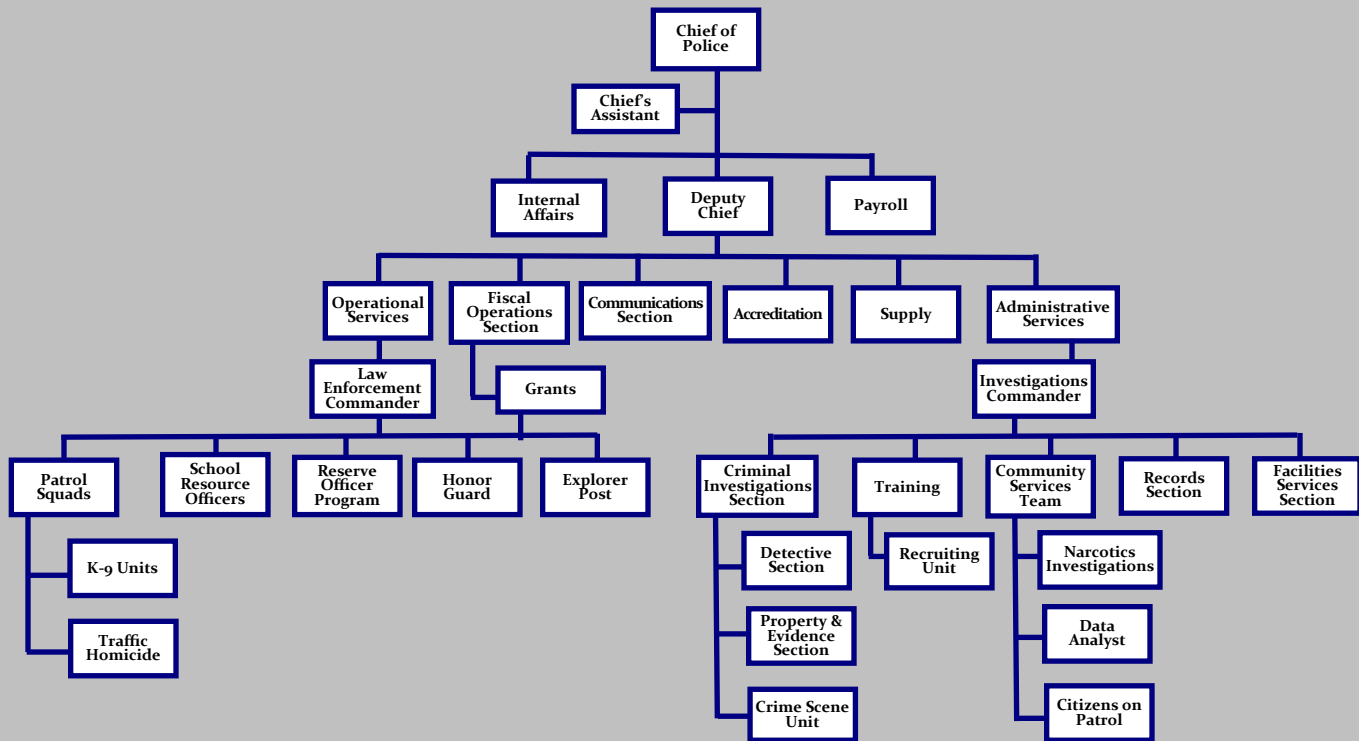 Chief of
Police
Chief's
Assistant
Internal
Affairs
Deputy
Chief
Payroll
Operational
Services
Fiscal
Operations
Section
Communications
Section
Accreditation
Supply
Administrative
Services
Law
Enforcement
Commander
Grants
Investigations
Commander
Patrol
Squads
School
Resource
Officers
Reserve
Officer
Program
Honor
Guard
Explorer
Post
Criminal
Investigations
Section
Training
Community
Services
Team
Records
Section
Facilities
Services
Section
K-9 Units
Detective
Section
Recruiting
Unit
Narcotics
Investigations
Traffic
Homicide
Property &
Evidence
Section
Data
Analyst
Crime Scene
Unit
Citizens on
Patrol